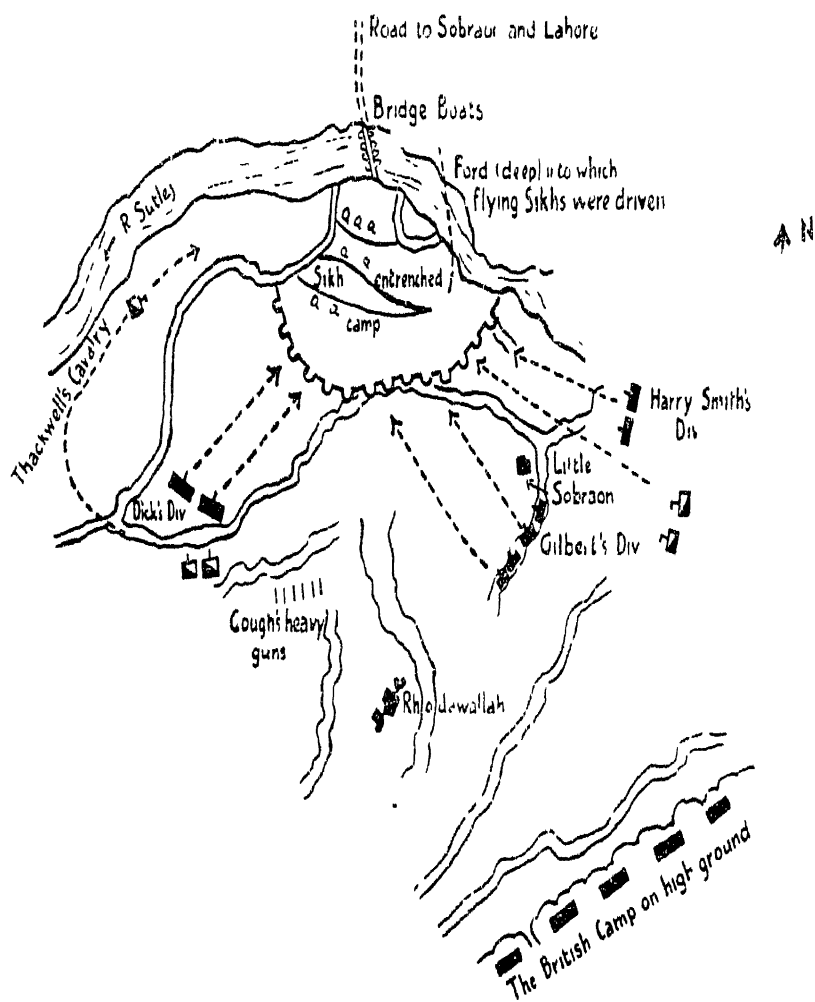 Road to Sobraon and Lahore
Bridge Boats
Ford (deep) into which
flying Sikhs were driven
R Sutlej
N
Sikh entrenched
camp
Thackwell's Cavalry
Harry Smith's
Div
Little
Sobraon
Dick's Div
Gilbert's Div
Gough's heavy
guns
Rhodawallah
The British Camp on high ground